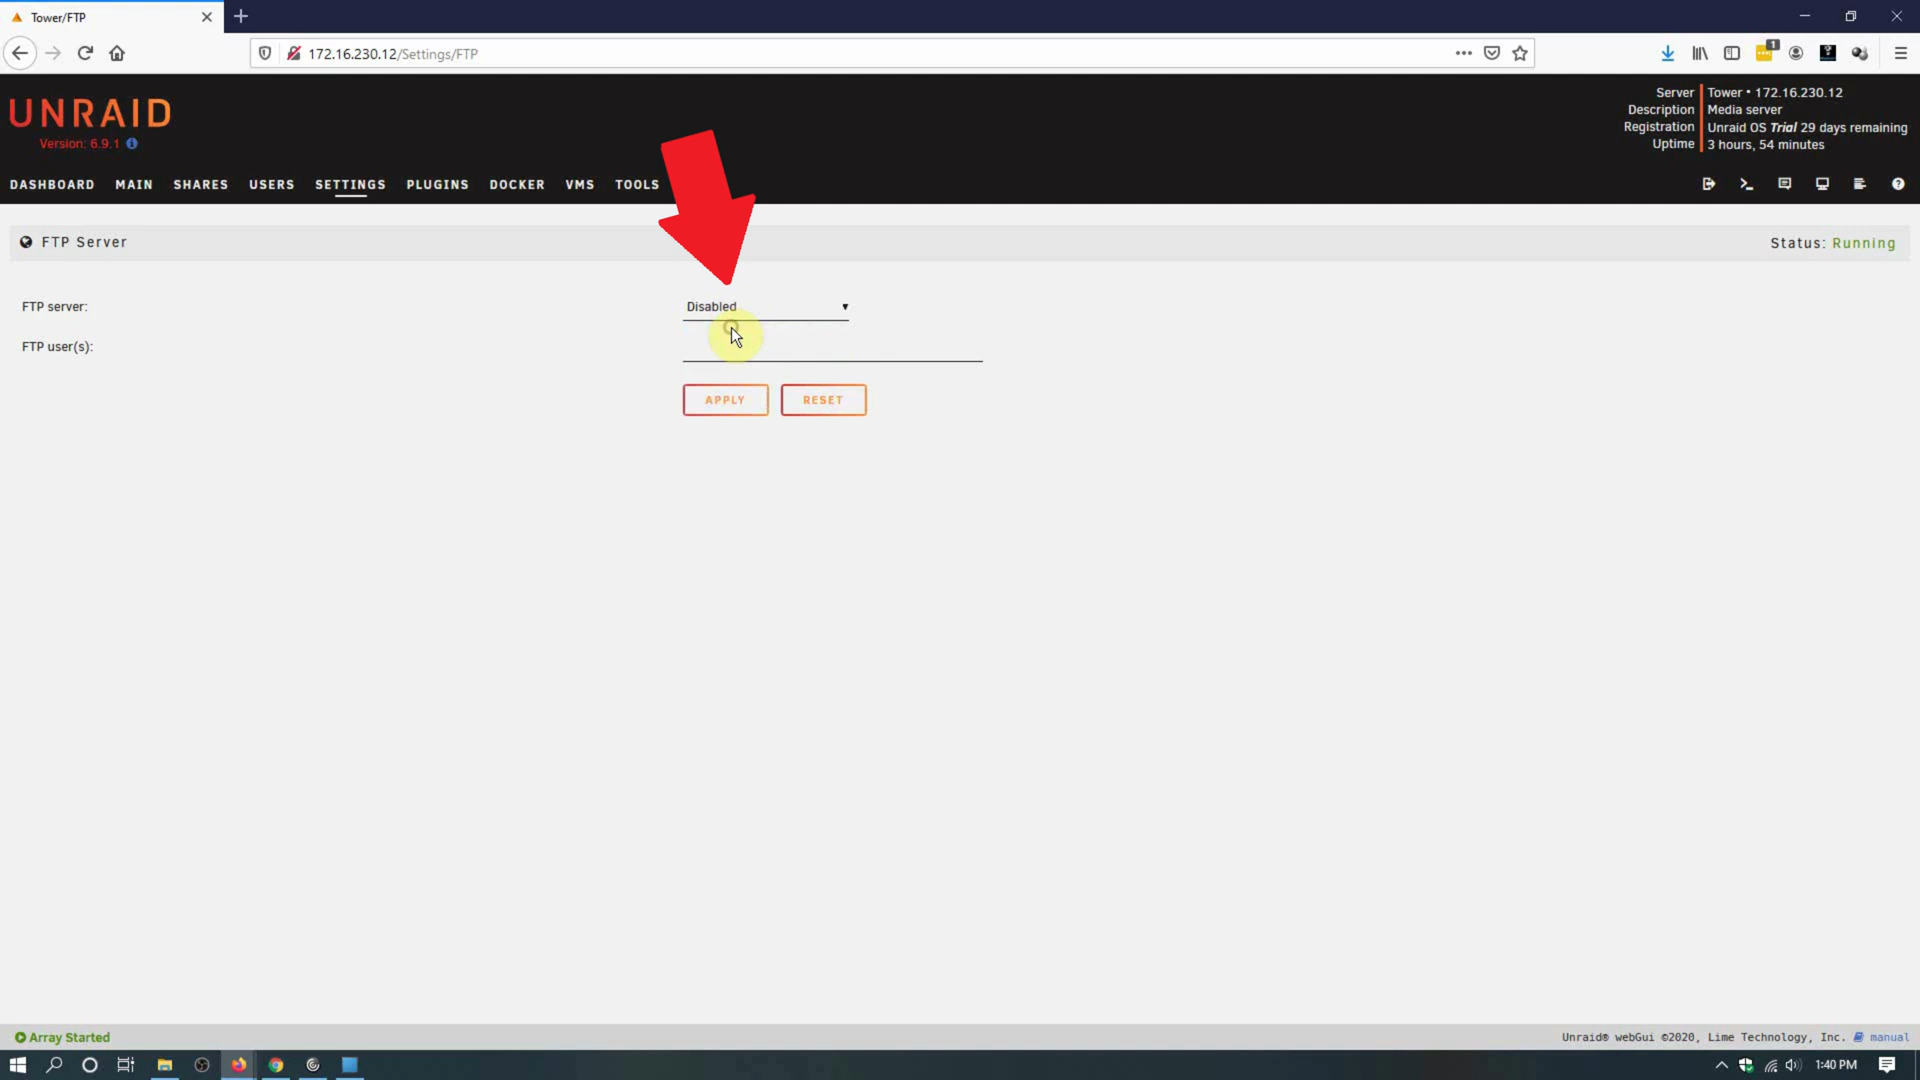 Tower/FTP
172.16.230.12/Settings/FTP
1
UNRAID
Version: 6.9.1
Server Tower • 172.16.230.12
Description Media server
Registration Unraid OS Trial 29 days remaining
Uptime 3 hours, 54 minutes
DASHBOARD MAIN SHARES USERS SETTINGS PLUGINS DOCKER VMS TOOLS
FTP Server Status: Running
FTP server: Disabled
FTP user(s):
APPLY RESET
Array Started Unraid® webGui ©2020, Lime Technology, Inc. manual
1:40 PM